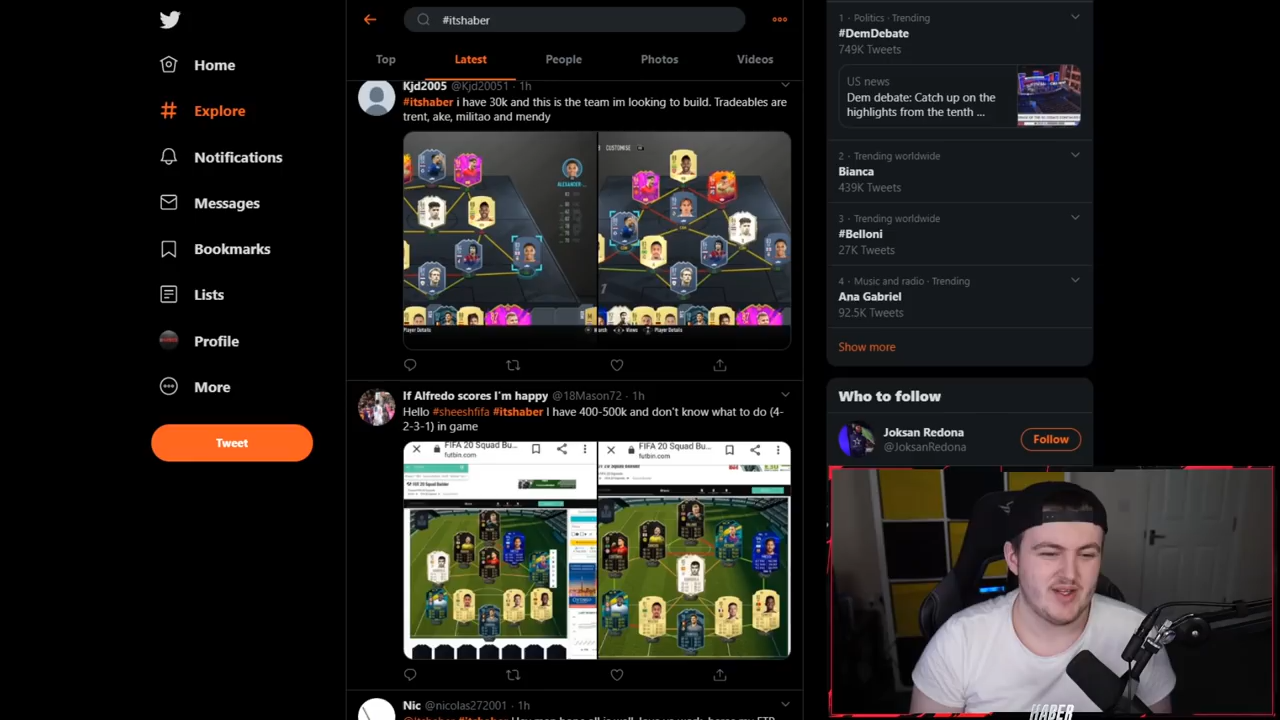 #itshaber
Home
Explore
Notifications
Messages
Bookmarks
Lists
Profile
More
Tweet
Top
Latest
People
Photos
Videos
Kjd2005 @Kjd20051 · 1h
#itshaber i have 30k and this is the team im looking to build. Tradeables are
trent, ake, militao and mendy
CUSTOMISE
Player Details
Views
Player Details
If Alfredo scores I'm happy @18Mason72 · 1h
Hello #sheeshfifa #itshaber I have 400-500k and don't know what to do (4-
2-3-1) in game
FIFA 20 Squad Bu...
futbin.com
FIFA 20 Squad Bu...
futbin.com
Nic @nicolas272001 · 1h
1 · Politics · Trending
#DemDebate
749K Tweets
US news
Dem debate: Catch up on the
highlights from the tenth ...
2 · Trending worldwide
Bianca
439K Tweets
3 · Trending worldwide
#Belloni
27K Tweets
4 · Music and radio · Trending
Ana Gabriel
92.5K Tweets
Show more
Who to follow
Joksan Redona
@JoksanRedona
Follow
HABER